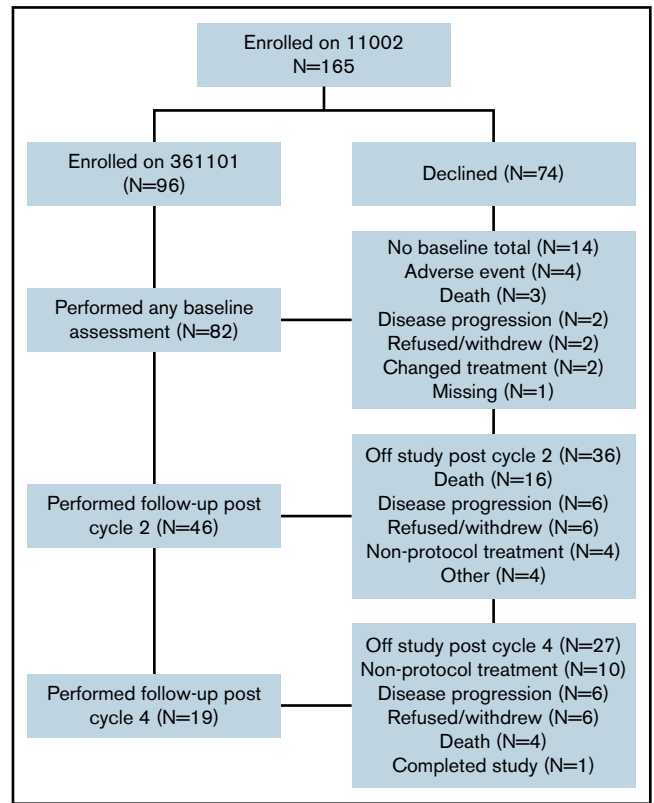 Enrolled on 11002
N=165
Enrolled on 361101
(N=96)
Declined (N=74)
No baseline total (N=14)
Adverse event (N=4)
Death (N=3)
Disease progression (N=2)
Refused/withdrew (N=2)
Changed treatment (N=2)
Missing (N=1)
Performed any baseline
assessment (N=82)
Off study post cycle 2 (N=36)
Death (N=16)
Disease progression (N=6)
Refused/withdrew (N=6)
Non-protocol treatment (N=4)
Other (N=4)
Performed follow-up post
cycle 2 (N=46)
Off study post cycle 4 (N=27)
Non-protocol treatment (N=10)
Disease progression (N=6)
Refused/withdrew (N=6)
Death (N=4)
Completed study (N=1)
Performed follow-up post
cycle 4 (N=19)